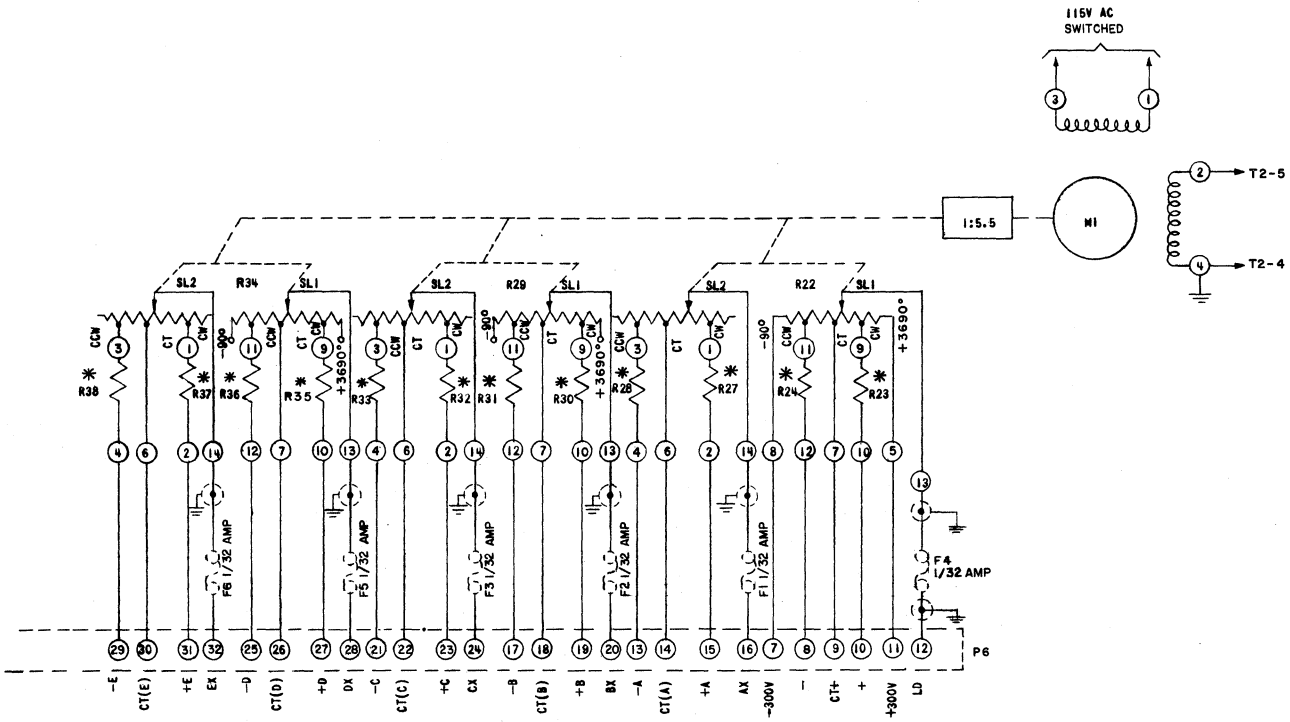 115V AC
SWITCHED
3 1
2 T2-5
1:5.5 M1
4 T2-4
SL2 R34 SL1 SL2 R29 SL1 SL2 R22 SL1
CCW CT CW -90° CCW CT CW +3690° CCW CT CW -90° CCW CT CW +3690° CCW CT CW -90° CCW CT CW +3690°
3 1 11 9 3 1 11 9 3 1 11 9
* * * * * * * * * * * *
R38 R37 R36 R35 R33 R32 R31 R30 R28 R27 R24 R23
4 6 2 14 12 7 10 13 4 6 2 14 12 7 10 13 4 6 2 14 8 12 7 10 5
13
F6 1/32 AMP F5 1/32 AMP F3 1/32 AMP F2 1/32 AMP F1 1/32 AMP F4
1/32 AMP
29 30 31 32 25 26 27 28 21 22 23 24 17 18 19 20 13 14 15 16 7 8 9 10 11 12 P6
-E CT(E) +E EX -D CT(D) +D DX -C CT(C) +C CX -B CT(B) +B BX -A CT(A) +A AX -300V - CT+ + +300V LD